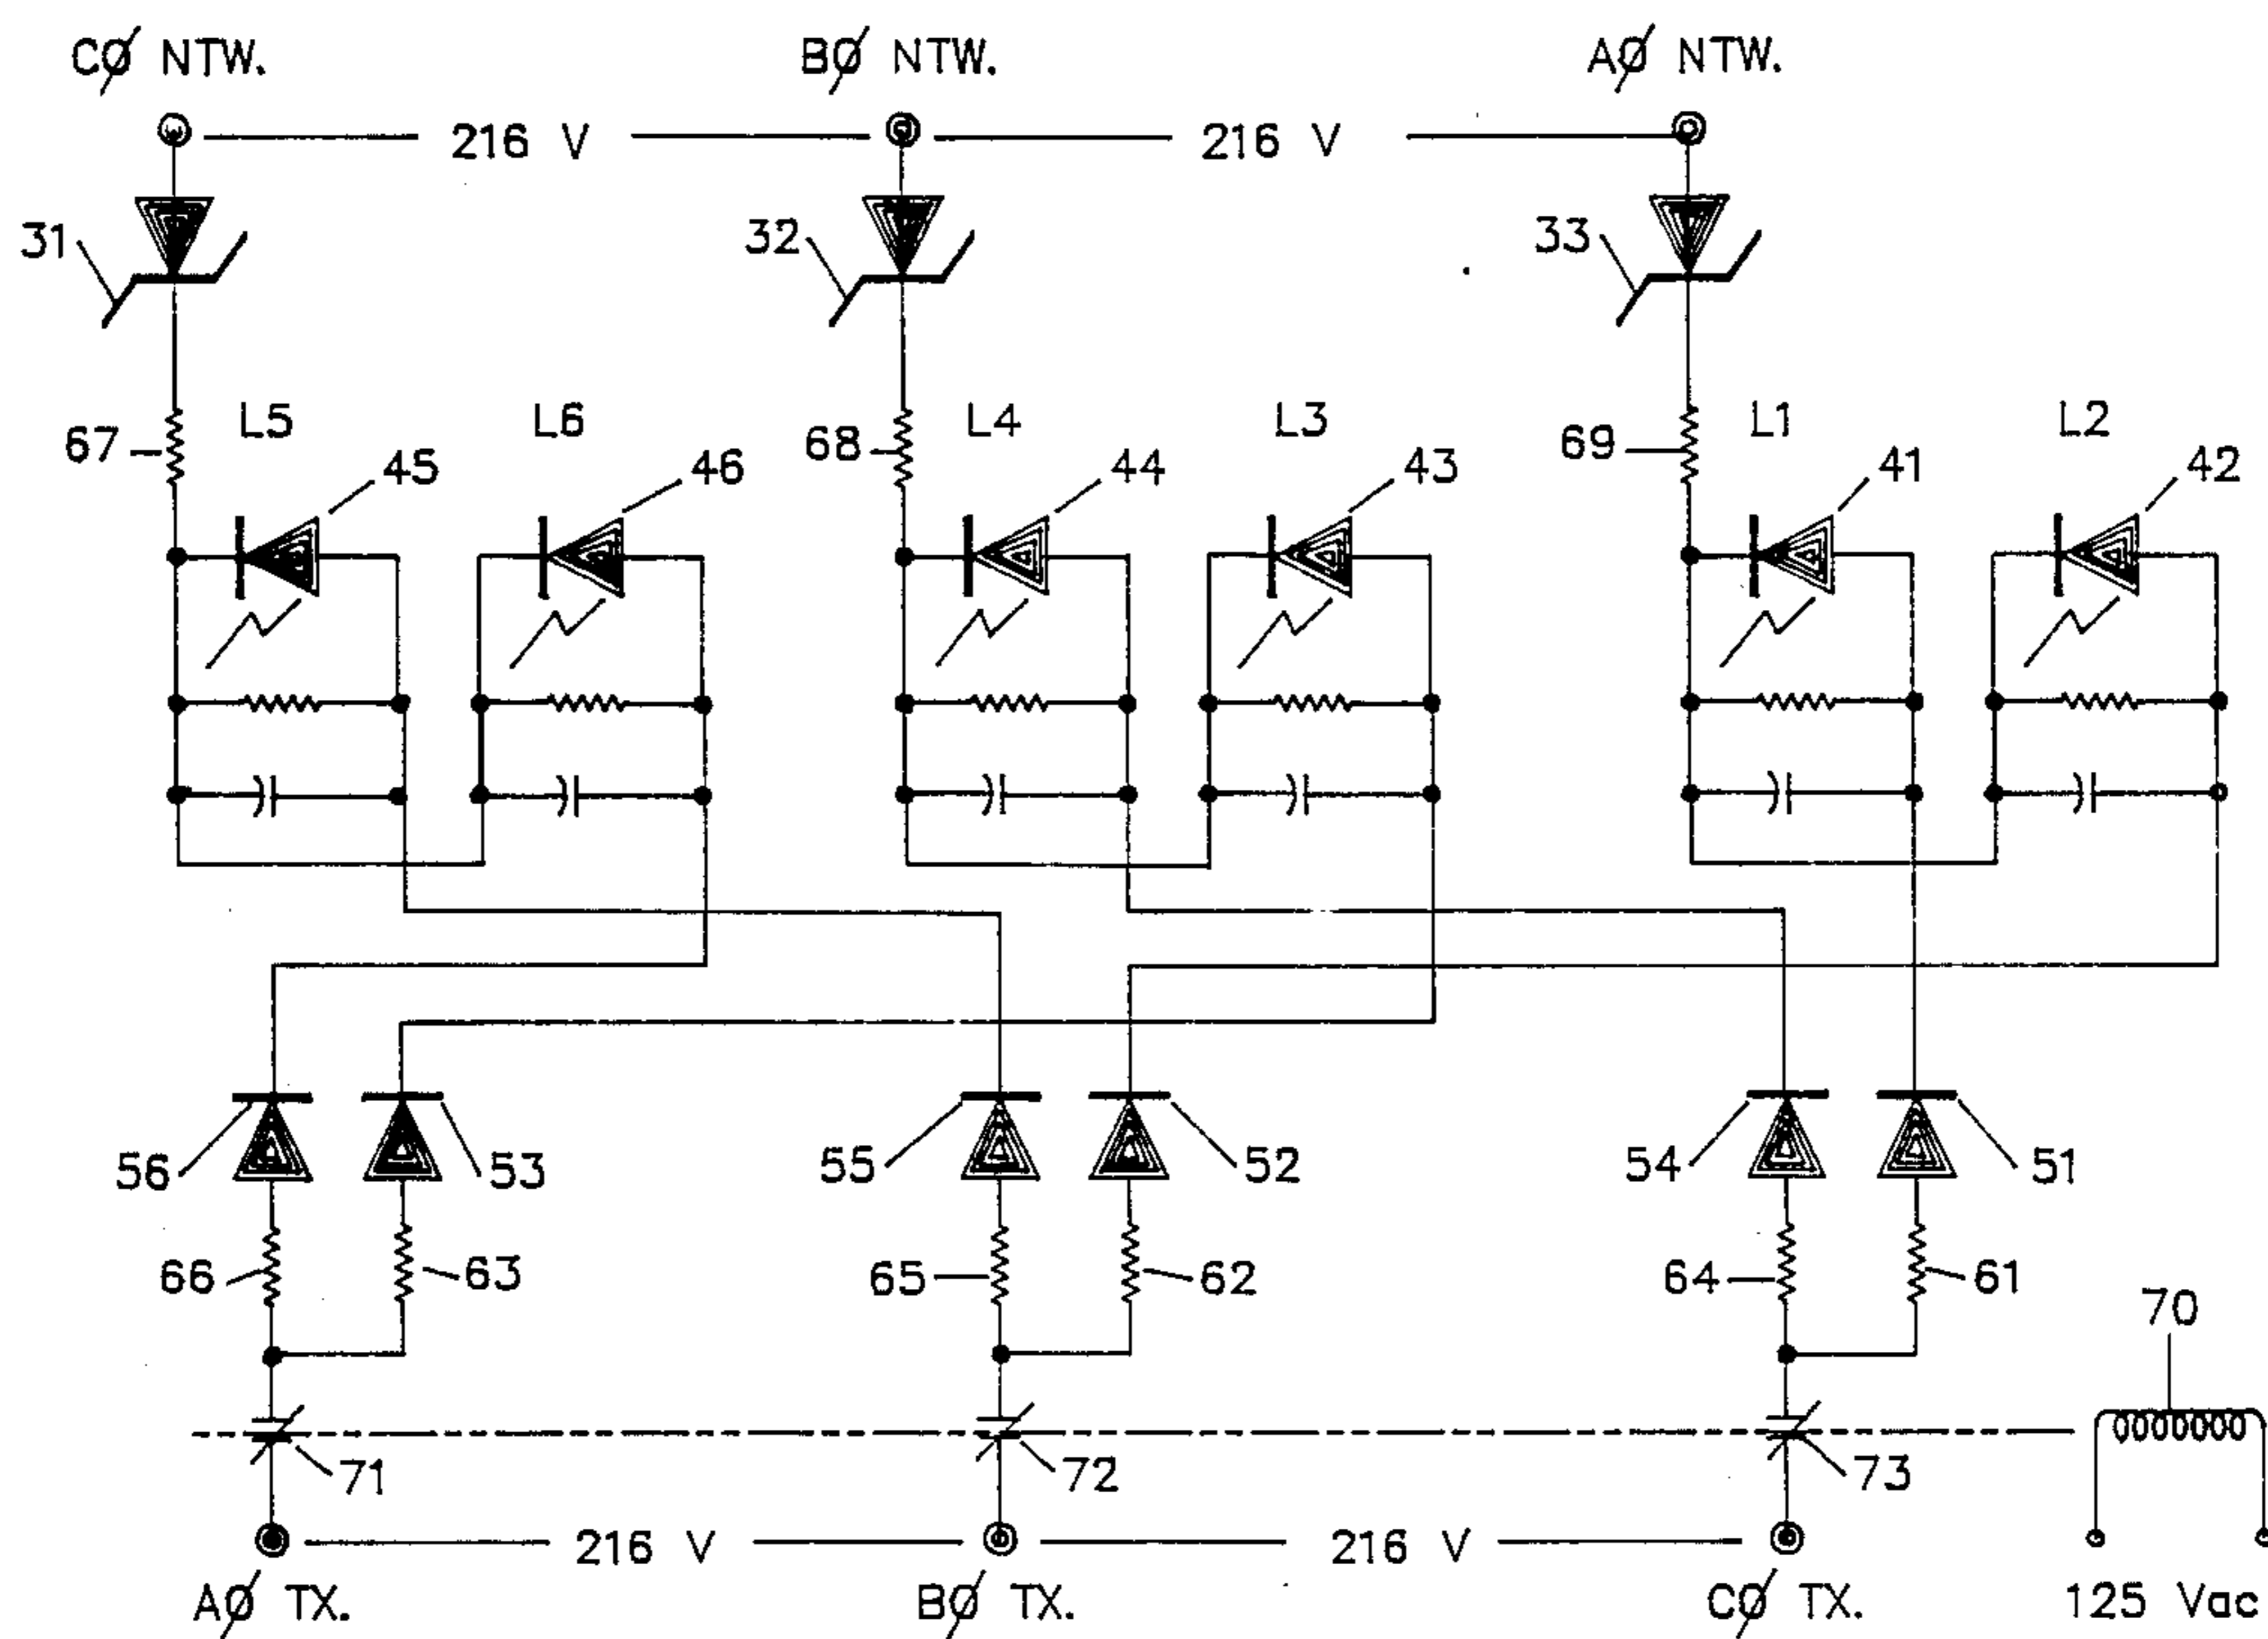 CØ NTW. BØ NTW. AØ NTW.
216 V 216 V
31 32 33
L5 L6 L4 L3 L1 L2
67 68 69
45 46 44 43 41 42
56 53 55 52 54 51
66 63 65 62 64 61
70
71 72 73
216 V 216 V
AØ TX. BØ TX. CØ TX. 125 Vac